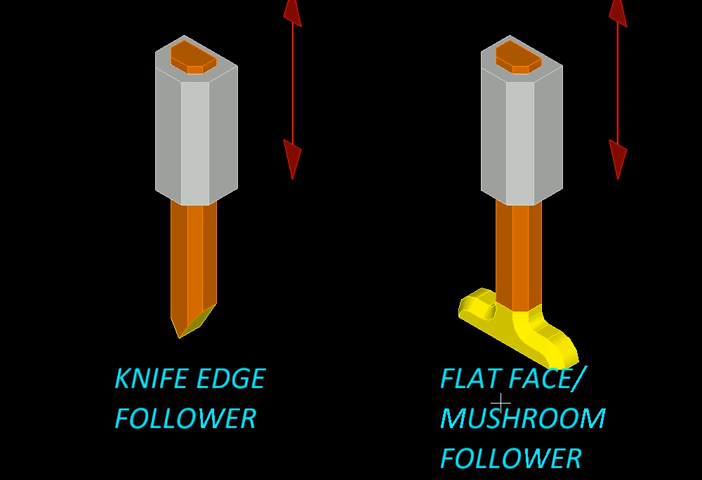 KNIFE EDGE
FOLLOWER
FLAT FACE/
MUSHROOM
FOLLOWER